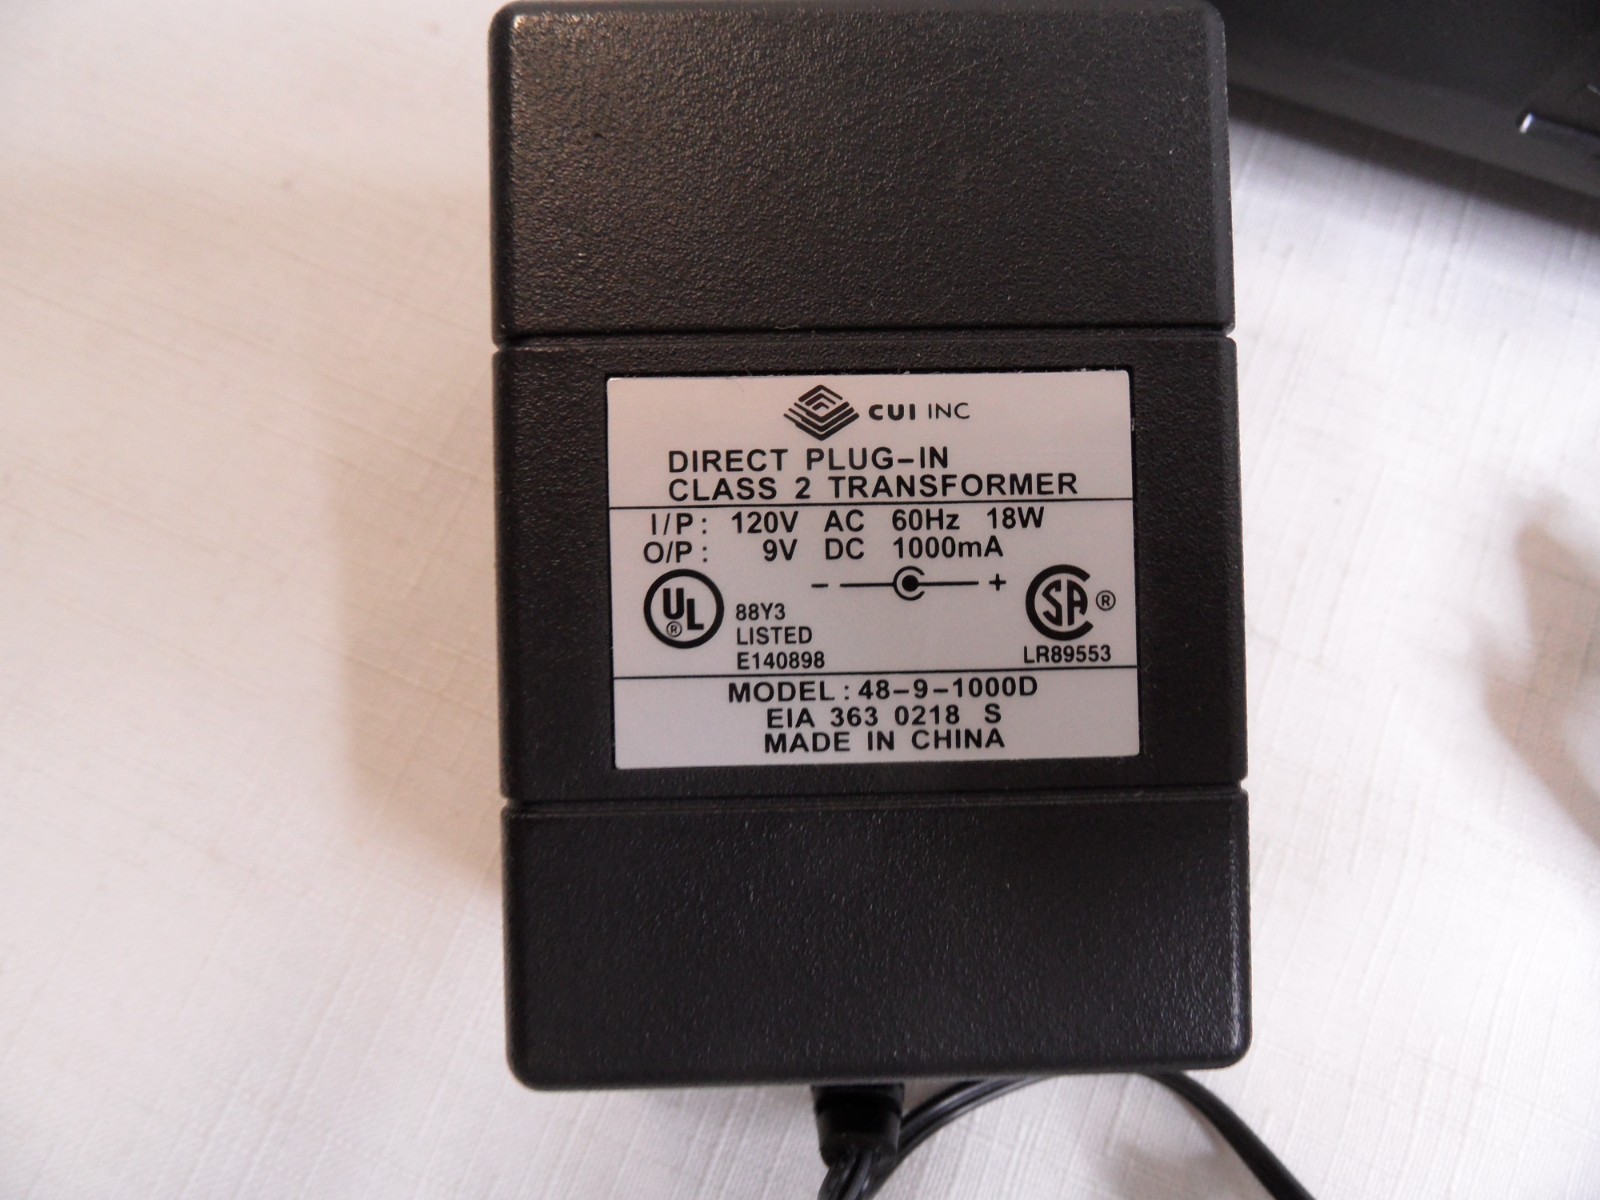 CUI INC
DIRECT PLUG-IN
CLASS 2 TRANSFORMER
I/P: 120V AC 60Hz 18W
O/P: 9V DC 1000mA
- +
UL ® 88Y3
LISTED
E140898
SA ®
LR89553
MODEL: 48-9-1000D
EIA 363 0218 S
MADE IN CHINA